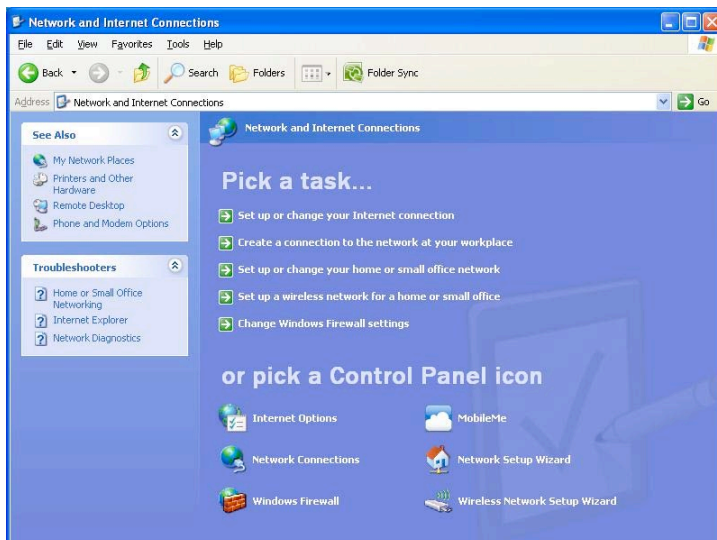 Network and Internet Connections
File Edit View Favorites Tools Help
Back Search Folders Folder Sync
Address Network and Internet Connections Go
See Also
My Network Places
Printers and Other
Hardware
Remote Desktop
Phone and Modem Options
Troubleshooters
Home or Small Office
Networking
Internet Explorer
Network Diagnostics
Network and Internet Connections
Pick a task...
Set up or change your Internet connection
Create a connection to the network at your workplace
Set up or change your home or small office network
Set up a wireless network for a home or small office
Change Windows Firewall settings
or pick a Control Panel icon
Internet Options MobileMe
Network Connections Network Setup Wizard
Windows Firewall Wireless Network Setup Wizard